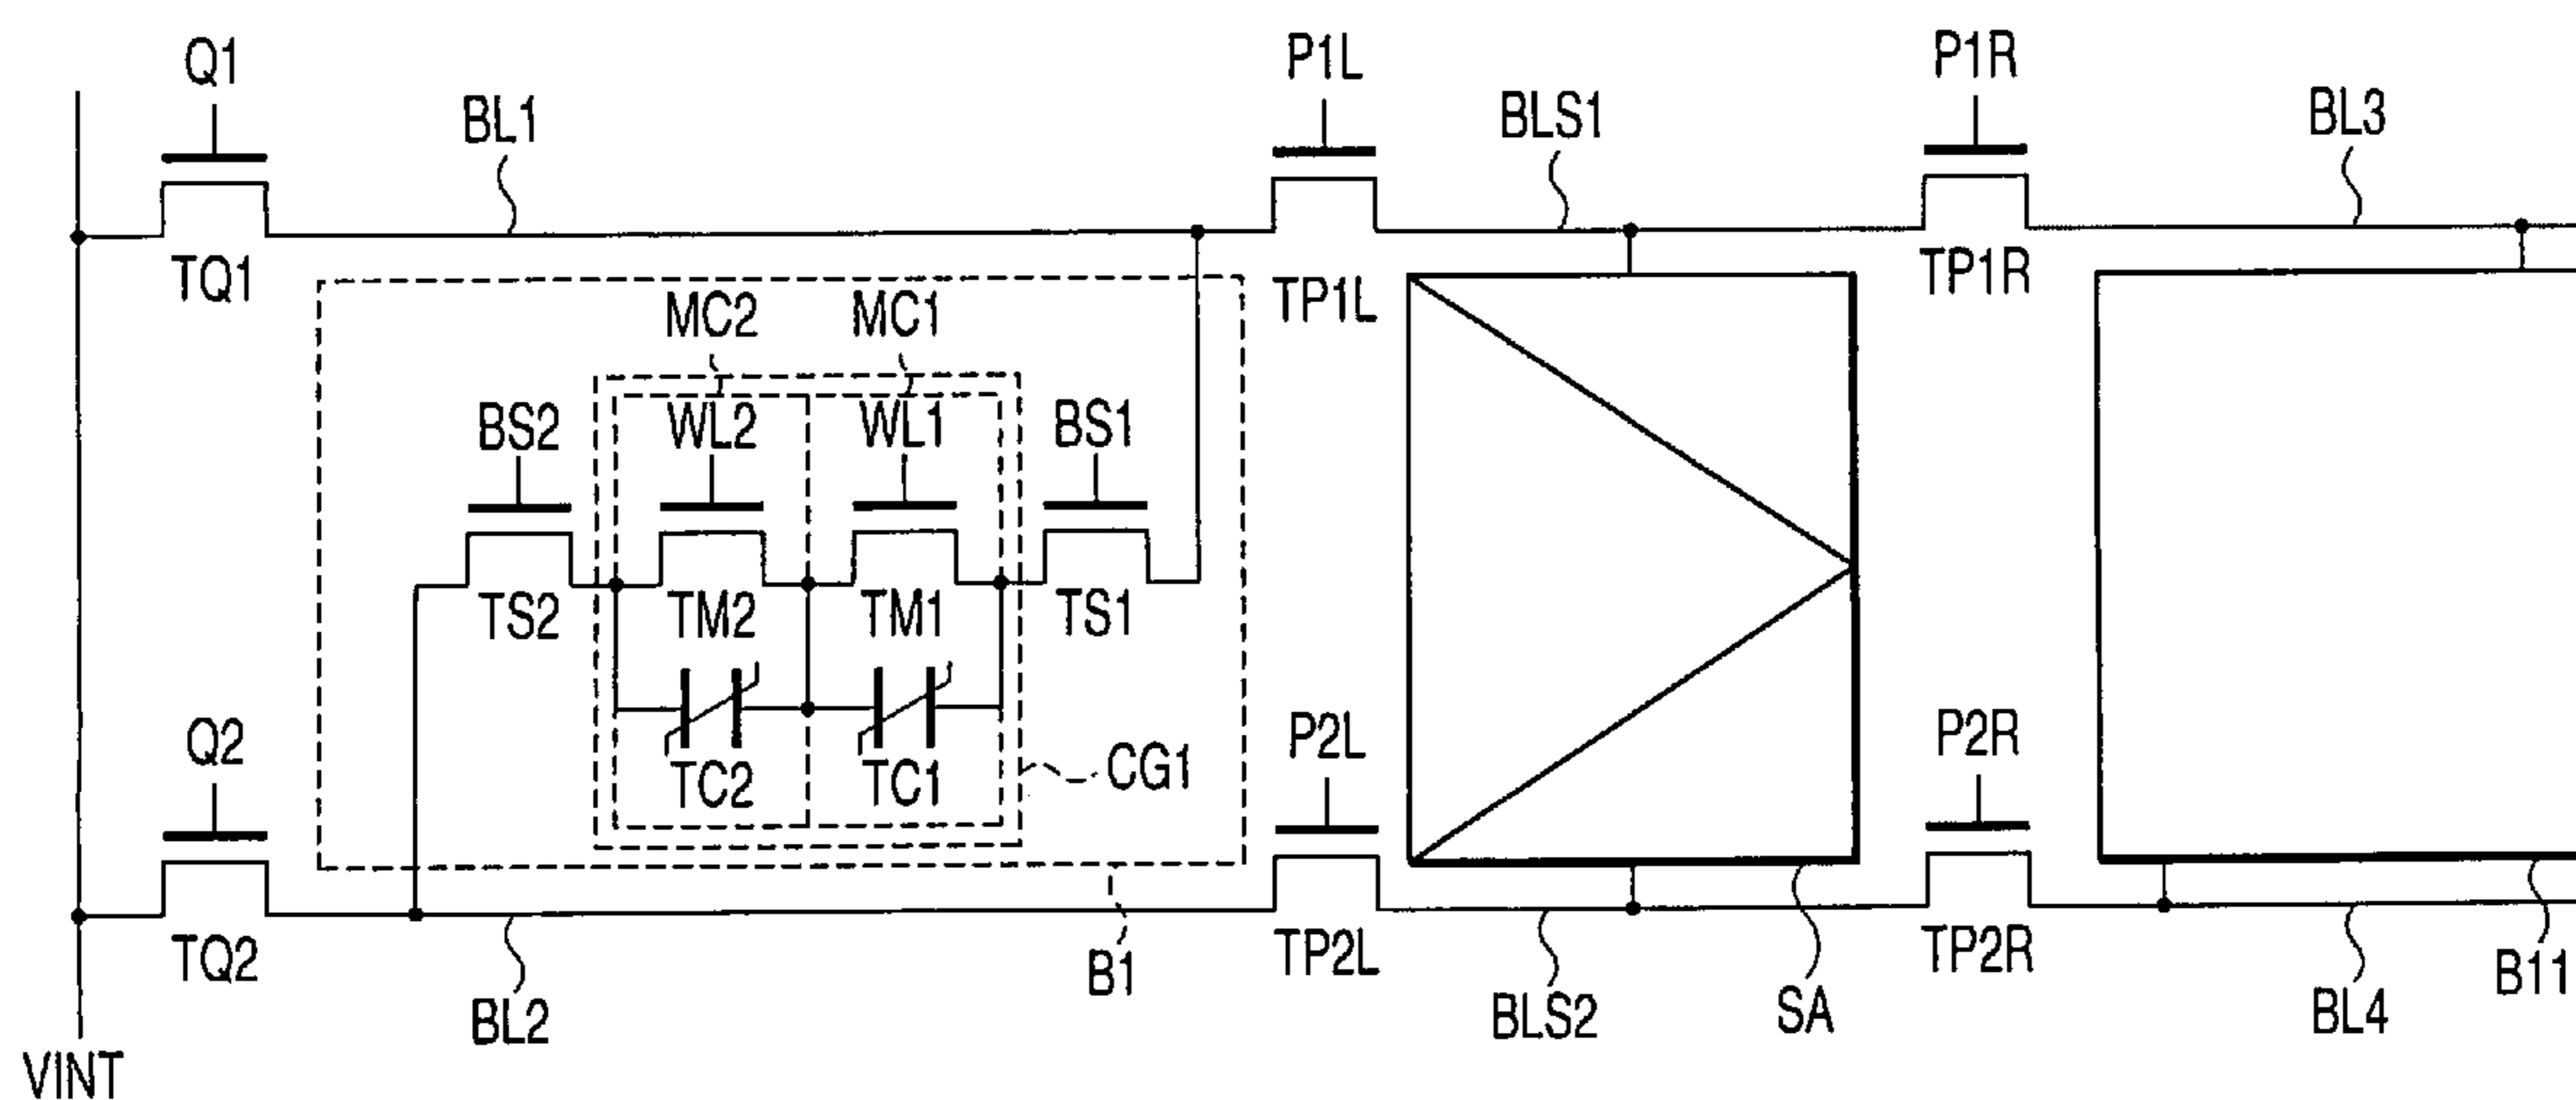 Q1
BL1
P1L
BLS1
P1R
BL3
TQ1
TP1L
TP1R
MC2
MC1
BS2
WL2
WL1
BS1
TS2
TM2
TM1
TS1
TC2
TC1
CG1
Q2
P2L
P2R
TQ2
BL2
B1
TP2L
BLS2
SA
TP2R
BL4
B11
VINT